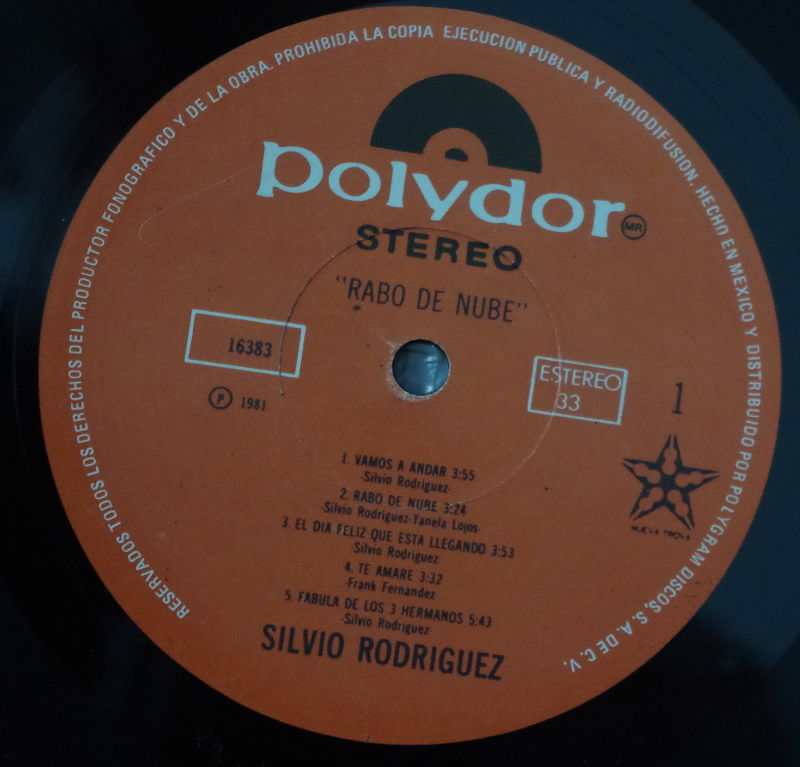 RESERVADOS TODOS LOS DERECHOS DEL PRODUCTOR FONOGRAFICO Y DE LA OBRA. PROHIBIDA LA COPIA EJECUCION PUBLICA Y RADIODIFUSION. HECHO EN MEXICO Y DISTRIBUIDO POR POLYGRAM DISCOS, S. A. DE C. V.
polydor MR
STEREO
"RABO DE NUBE"
16383
ESTEREO
33
1
P 1981
NUEVA TROVA
1. VAMOS A ANDAR 3:55
-Silvio Rodriguez-
2. RABO DE NUBE 3:24
-Silvio Rodriguez-Yanela Lojos-
3. EL DIA FELIZ QUE ESTA LLEGANDO 3:53
-Silvio Rodriguez-
4. TE AMARE 3:32
-Frank Fernández-
5. FABULA DE LOS 3 HERMANOS 5:43
-Silvio Rodriguez-
SILVIO RODRIGUEZ